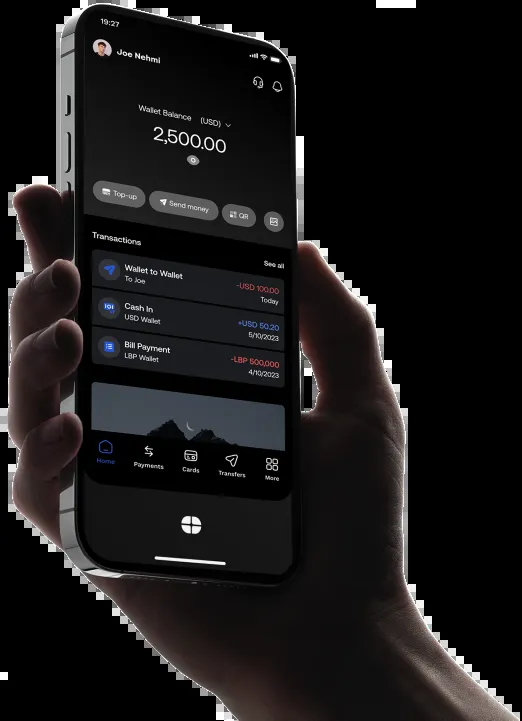 19:27
Joe Nehmi
Wallet Balance (USD)
2,500.00
Top-up
Send money
QR
Transactions
See all
Wallet to Wallet
-USD 100.00
To Joe
Today
Cash In
+USD 50.20
USD Wallet
5/10/2023
Bill Payment
-LBP 500,000
LBP Wallet
4/10/2023
Home
Payments
Cards
Transfers
More